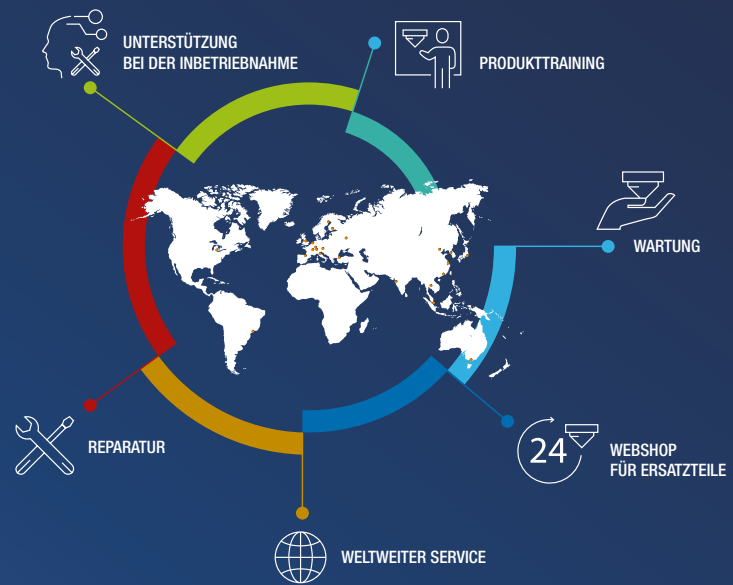 UNTERSTÜTZUNG
BEI DER INBETRIEBNAHME
PRODUKTTRAINING
WARTUNG
24
WEBSHOP
FÜR ERSATZTEILE
REPARATUR
WELTWEITER SERVICE